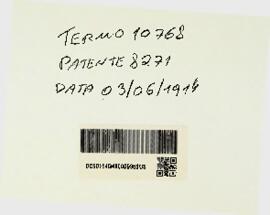 TERMO 10768
PATENTE 8271
DATA 03/06/1914